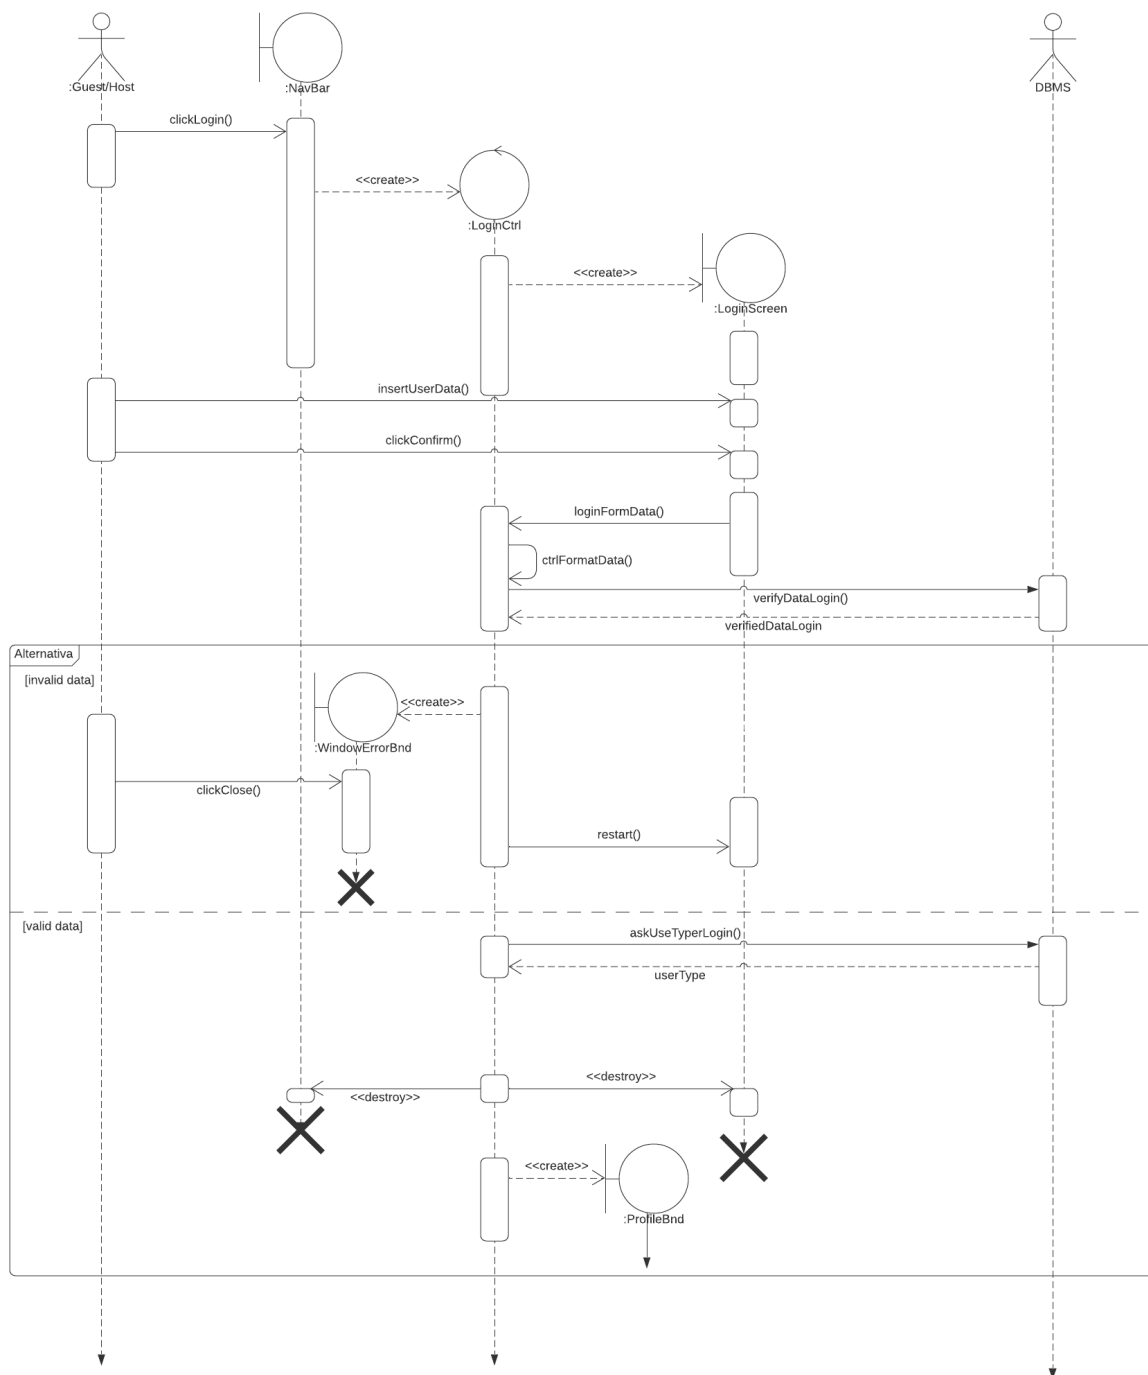 :Guest/Host
:NavBar
DBMS
clickLogin()
<<create>>
:LoginCtrl
<<create>>
:LoginScreen
insertUserData()
clickConfirm()
loginFormData()
ctrlFormatData()
verifyDataLogin()
verifiedDataLogin
Alternativa
[invalid data]
<<create>>
:WindowErrorBnd
clickClose()
restart()
[valid data]
askUseTyperLogin()
userType
<<destroy>>
<<destroy>>
<<create>>
:ProfileBnd